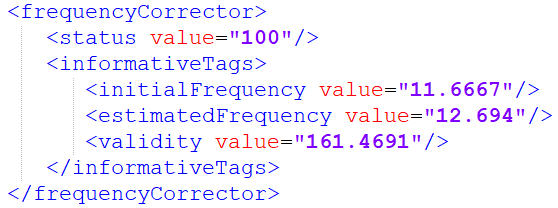 <frequencyCorrector>
<status value="100"/>
<informativeTags>
<initialFrequency value="11.6667"/>
<estimatedFrequency value="12.694"/>
<validity value="161.4691"/>
</informativeTags>
</frequencyCorrector>